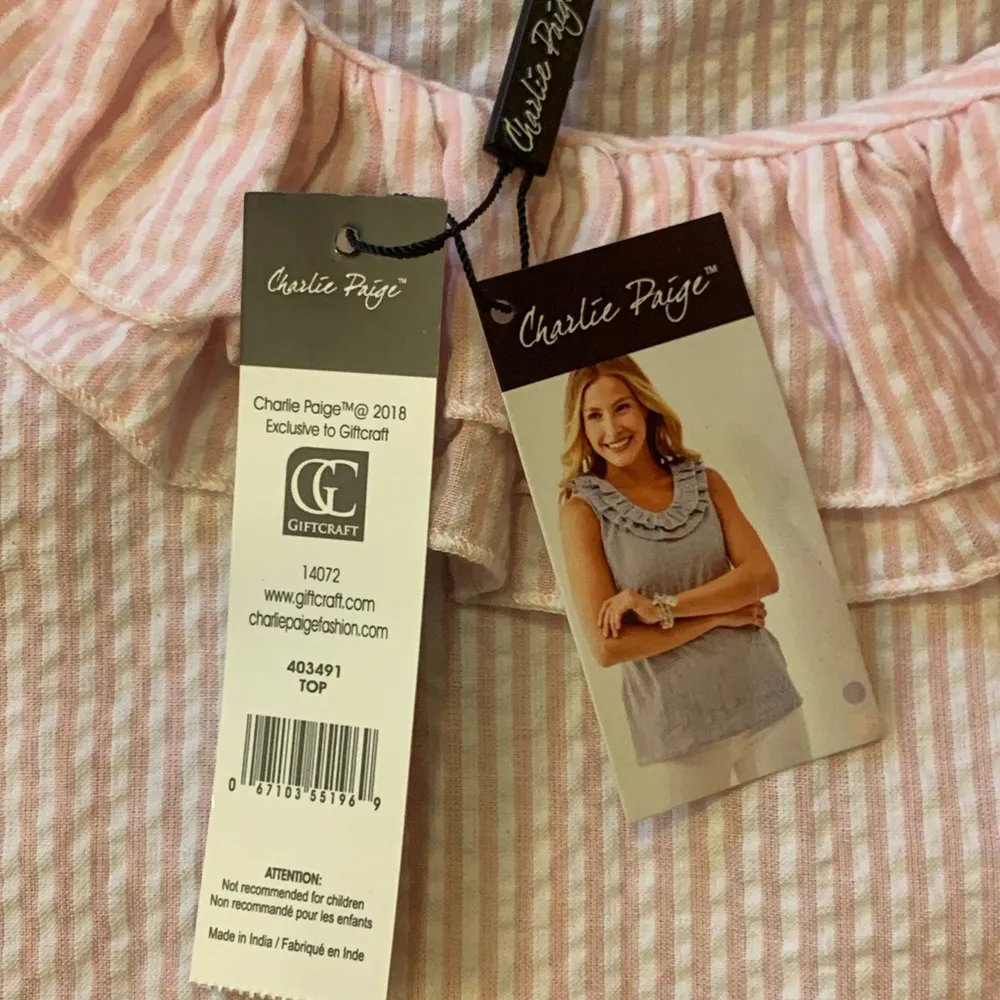 Charlie Paige
Charlie Paige™
Charlie Paige™@ 2018
Exclusive to Giftcraft
GC
GIFTCRAFT
14072
www.giftcraft.com
charliepaigefashion.com
403491
TOP
0 67103 55196 9
ATTENTION:
Not recommended for children
Non recommandé pour les enfants
Made in India / Fabriqué en Inde
Charlie Paige™